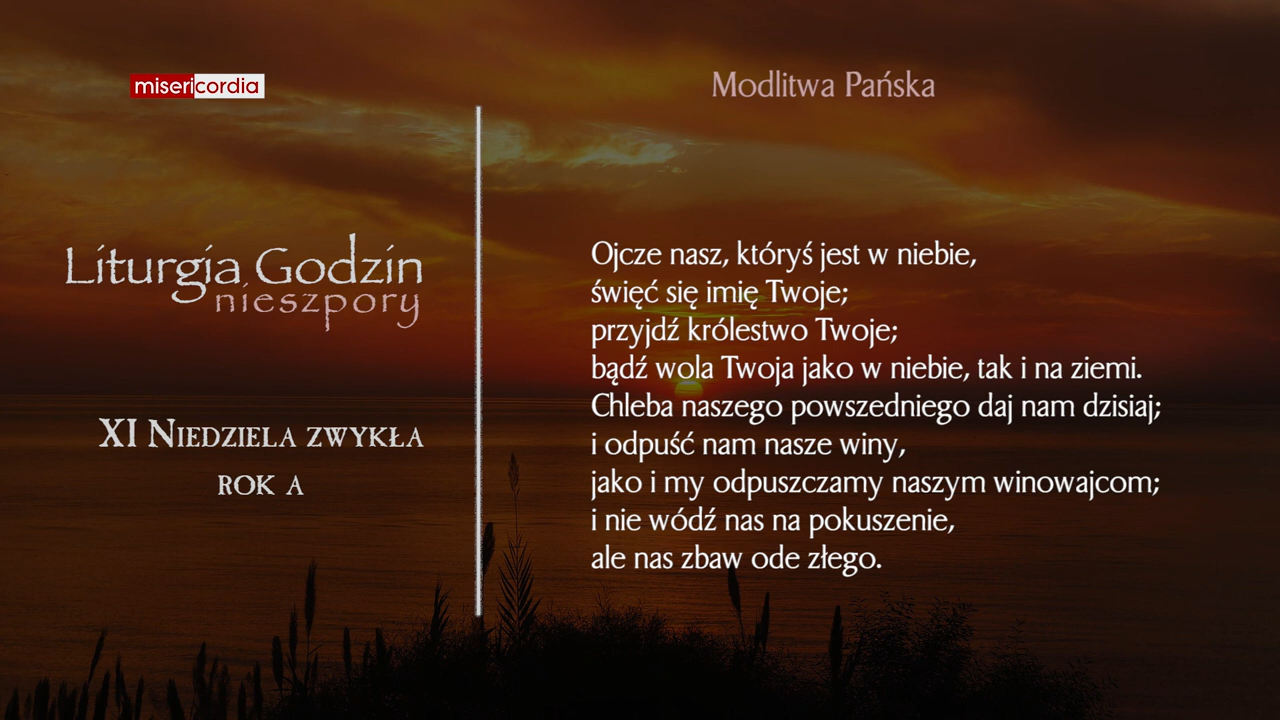 misericordia
Liturgia Godzin
nieszpory
XI Niedziela zwykła
rok A
Modlitwa Pańska
Ojcze nasz, któryś jest w niebie,
święć się imię Twoje;
przyjdź królestwo Twoje;
bądź wola Twoja jako w niebie, tak i na ziemi.
Chleba naszego powszedniego daj nam dzisiaj;
i odpuść nam nasze winy,
jako i my odpuszczamy naszym winowajcom;
i nie wódź nas na pokuszenie,
ale nas zbaw ode złego.